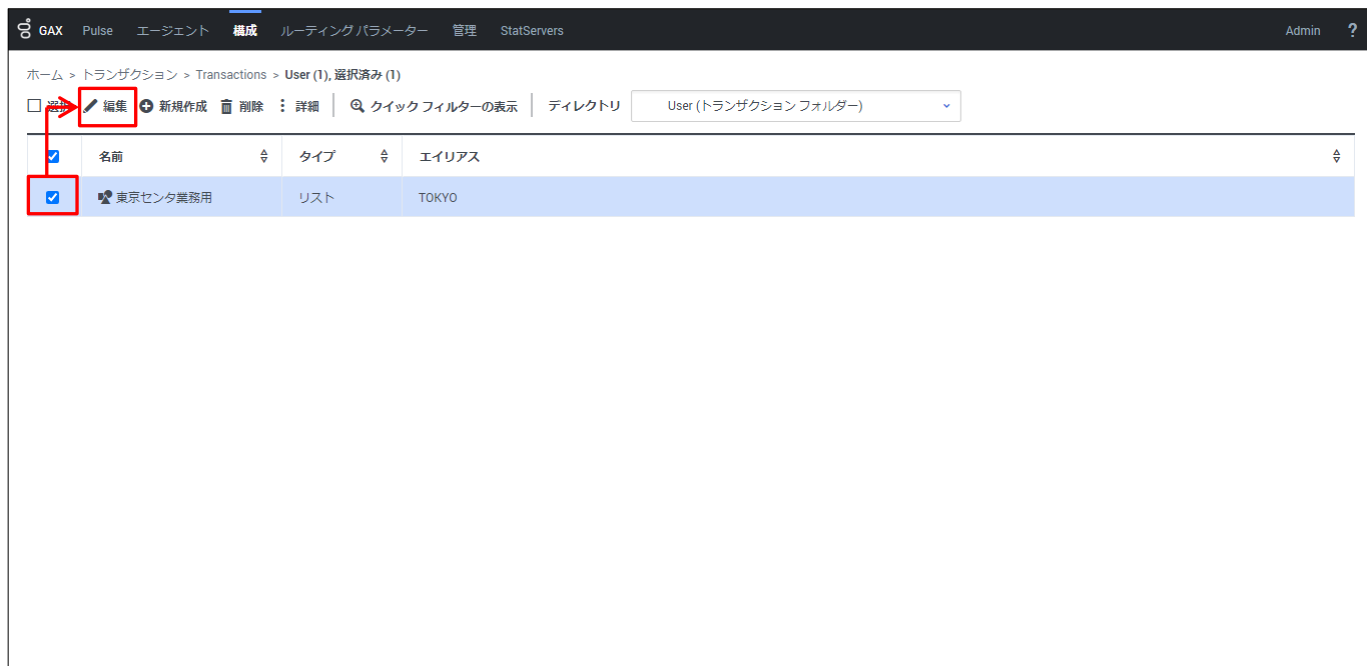 GAX Pulse エージェント 構成 ルーティング パラメーター 管理 StatServers Admin ?
ホーム > トランザクション > Transactions > User (1), 選択済み (1)
選択 編集 新規作成 削除 詳細 クイック フィルターの表示 ディレクトリ User (トランザクション フォルダー)
名前 タイプ エイリアス
東京センタ業務用 リスト TOKYO